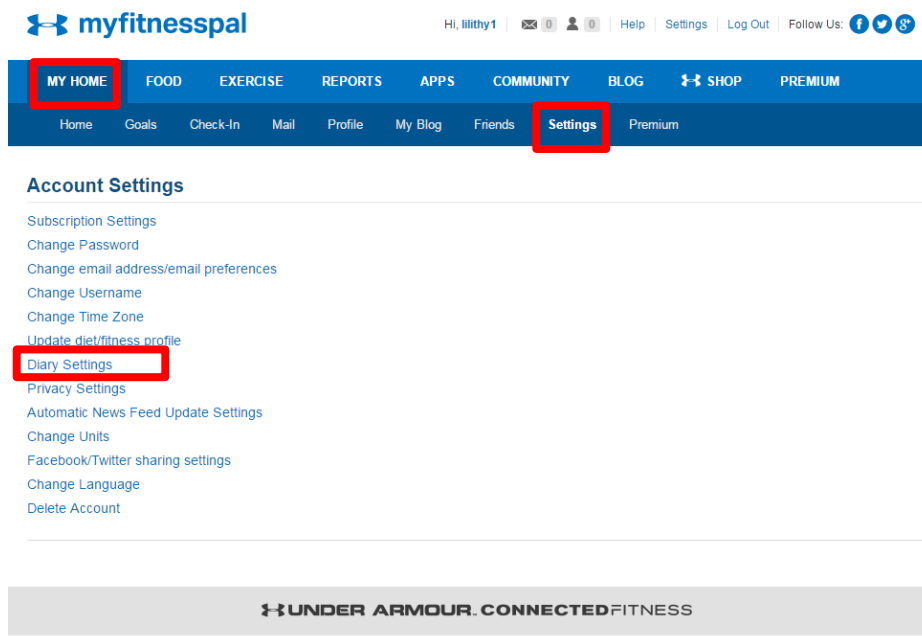 myfitnesspal Hi, lilithy1 0 0 Help Settings Log Out Follow Us:
MY HOME FOOD EXERCISE REPORTS APPS COMMUNITY BLOG SHOP PREMIUM
Home Goals Check-In Mail Profile My Blog Friends Settings Premium
Account Settings
Subscription Settings
Change Password
Change email address/email preferences
Change Username
Change Time Zone
Update diet/fitness profile
Diary Settings
Privacy Settings
Automatic News Feed Update Settings
Change Units
Facebook/Twitter sharing settings
Change Language
Delete Account
UNDER ARMOUR. CONNECTEDFITNESS